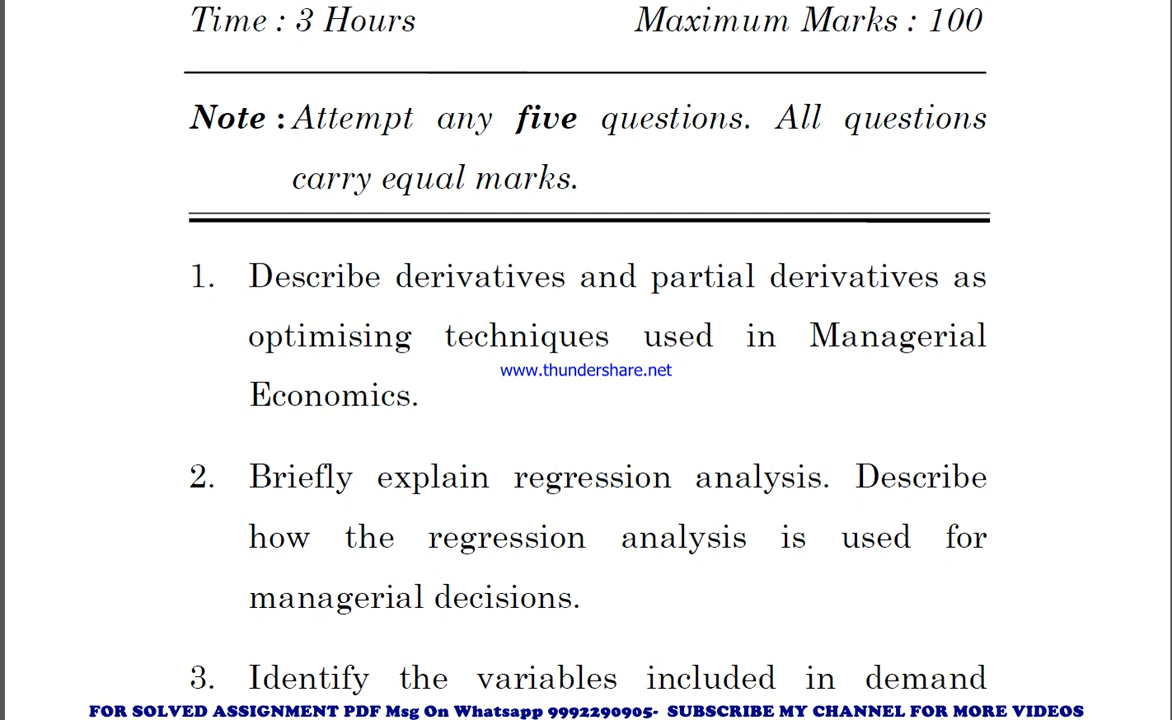 Time : 3 Hours Maximum Marks : 100
Note : Attempt any five questions. All questions
carry equal marks.
1. Describe derivatives and partial derivatives as
optimising techniques used in Managerial
www.thundershare.net
Economics.
2. Briefly explain regression analysis. Describe
how the regression analysis is used for
managerial decisions.
3. Identify the variables included in demand
FOR SOLVED ASSIGNMENT PDF Msg On Whatsapp 9992290905- SUBSCRIBE MY CHANNEL FOR MORE VIDEOS